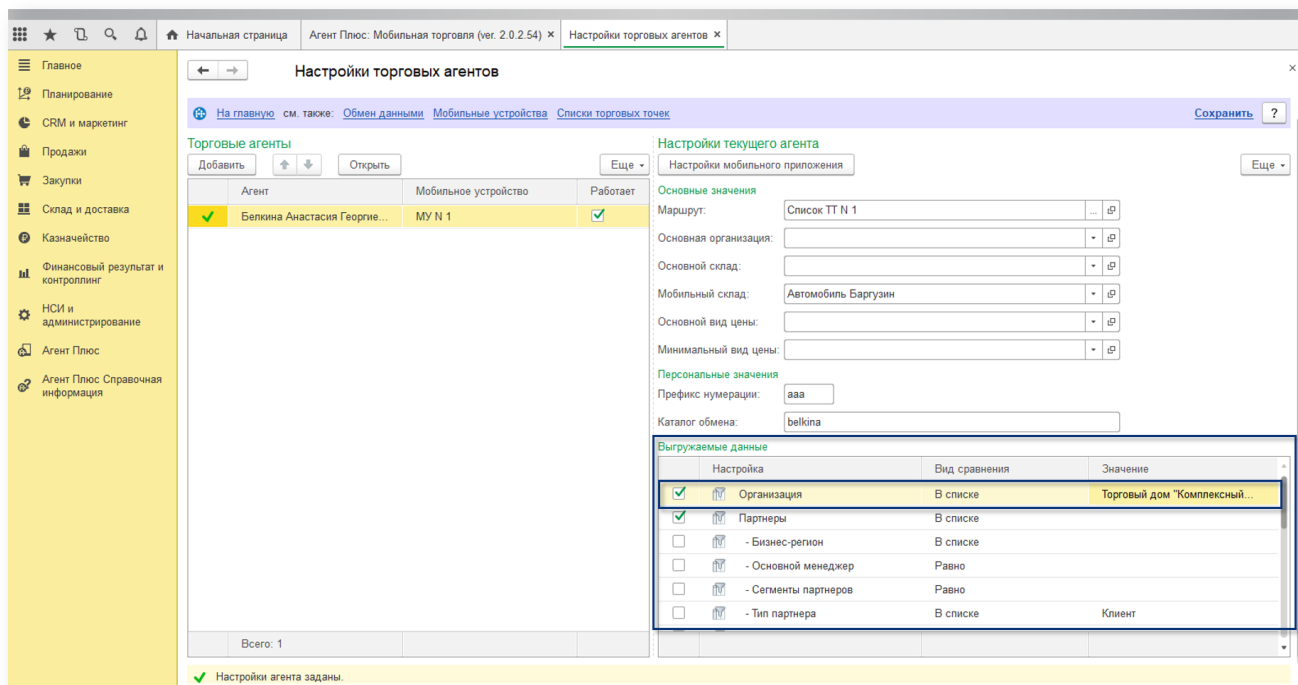 Начальная страница
Агент Плюс: Мобильная торговля (ver. 2.0.2.54) ×
Настройки торговых агентов ×
Главное
Планирование
CRM и маркетинг
Продажи
Закупки
Склад и доставка
Казначейство
Финансовый результат и
контроллинг
НСИ и
администрирование
Агент Плюс
Агент Плюс Справочная
информация
Настройки торговых агентов
На главную см. также: Обмен данными Мобильные устройства Списки торговых точек
Сохранить ?
Торговые агенты
Добавить Открыть Еще
Агент Мобильное устройство Работает
Белкина Анастасия Георгие... МУ N 1
Всего: 1
Настройки текущего агента
Настройки мобильного приложения Еще
Основные значения
Маршрут: Список ТТ N 1 ...
Основная организация:
Основной склад:
Мобильный склад: Автомобиль Баргузин
Основной вид цены:
Минимальный вид цены:
Персональные значения
Префикс нумерации: aaa
Каталог обмена: belkina
Выгружаемые данные
Настройка Вид сравнения Значение
Организация В списке Торговый дом "Комплексный...
Партнеры В списке
- Бизнес-регион В списке
- Основной менеджер Равно
- Сегменты партнеров Равно
- Тип партнера В списке Клиент
Настройки агента заданы.